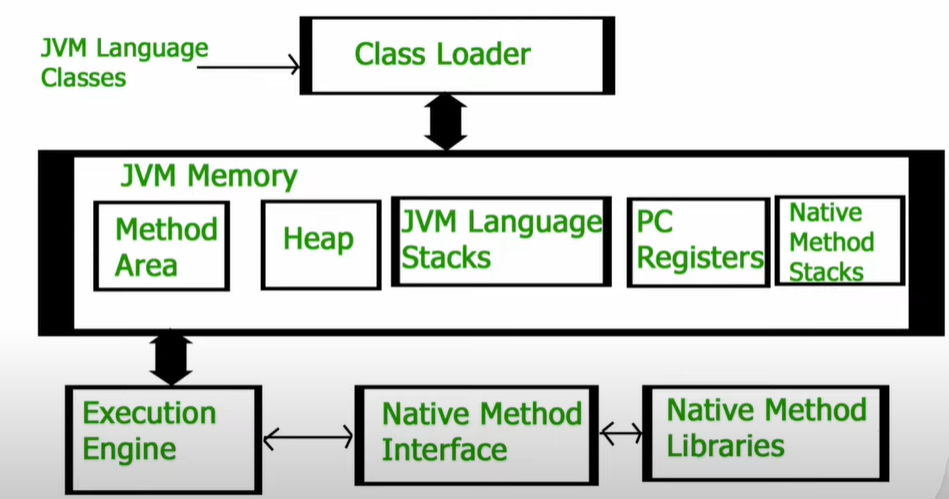 JVM Language
Classes
Class Loader
JVM Memory
Method
Area
Heap
JVM Language
Stacks
PC
Registers
Native
Method
Stacks
Execution
Engine
Native Method
Interface
Native Method
Libraries